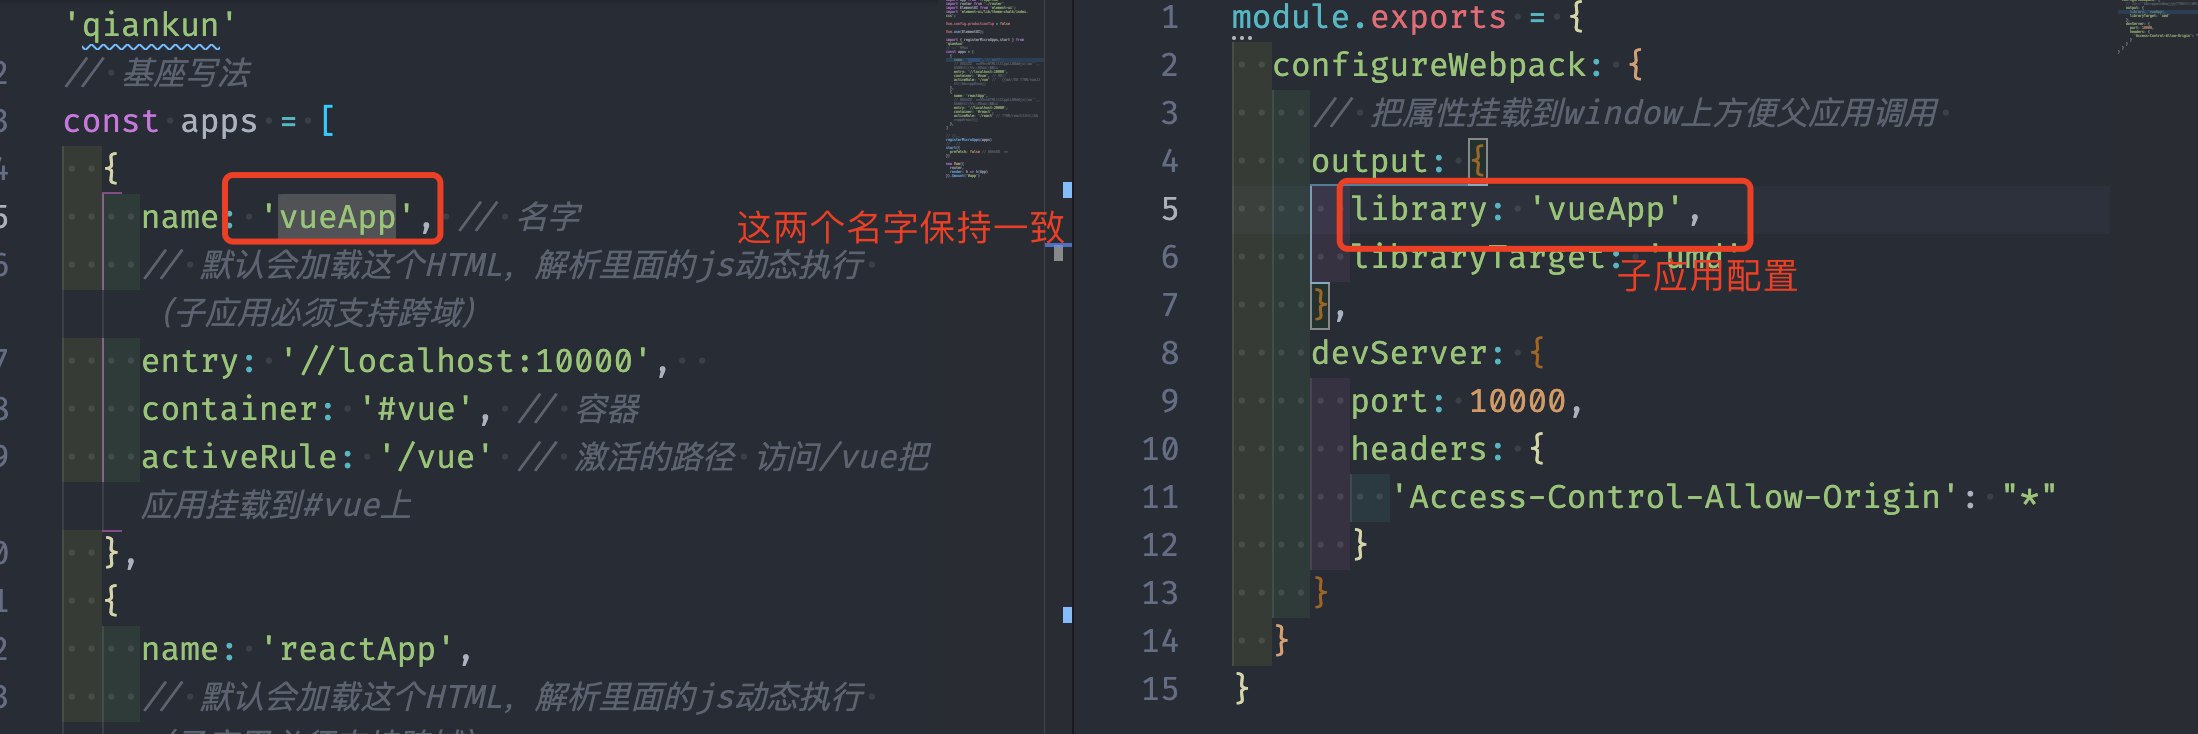 'qiankun'
// 基座写法
const apps = [
{
name: 'vueApp', // 名字
// 默认会加载这个HTML, 解析里面的js动态执行
（子应用必须支持跨域）
entry: '//localhost:10000',
container: '#vue', // 容器
activeRule: '/vue' // 激活的路径 访问/vue把
应用挂载到#vue上
},
{
name: 'reactApp',
// 默认会加载这个HTML, 解析里面的js动态执行
这两个名字保持一致
1 module.exports = {
2 configureWebpack: {
3 // 把属性挂载到window上方便父应用调用
4 output: {
5 library: 'vueApp',
6 libraryTarget: 'umd'
子应用配置
7 },
8 devServer: {
9 port: 10000,
10 headers: {
11 'Access-Control-Allow-Origin': "*"
12 }
13 }
14 }
15 }